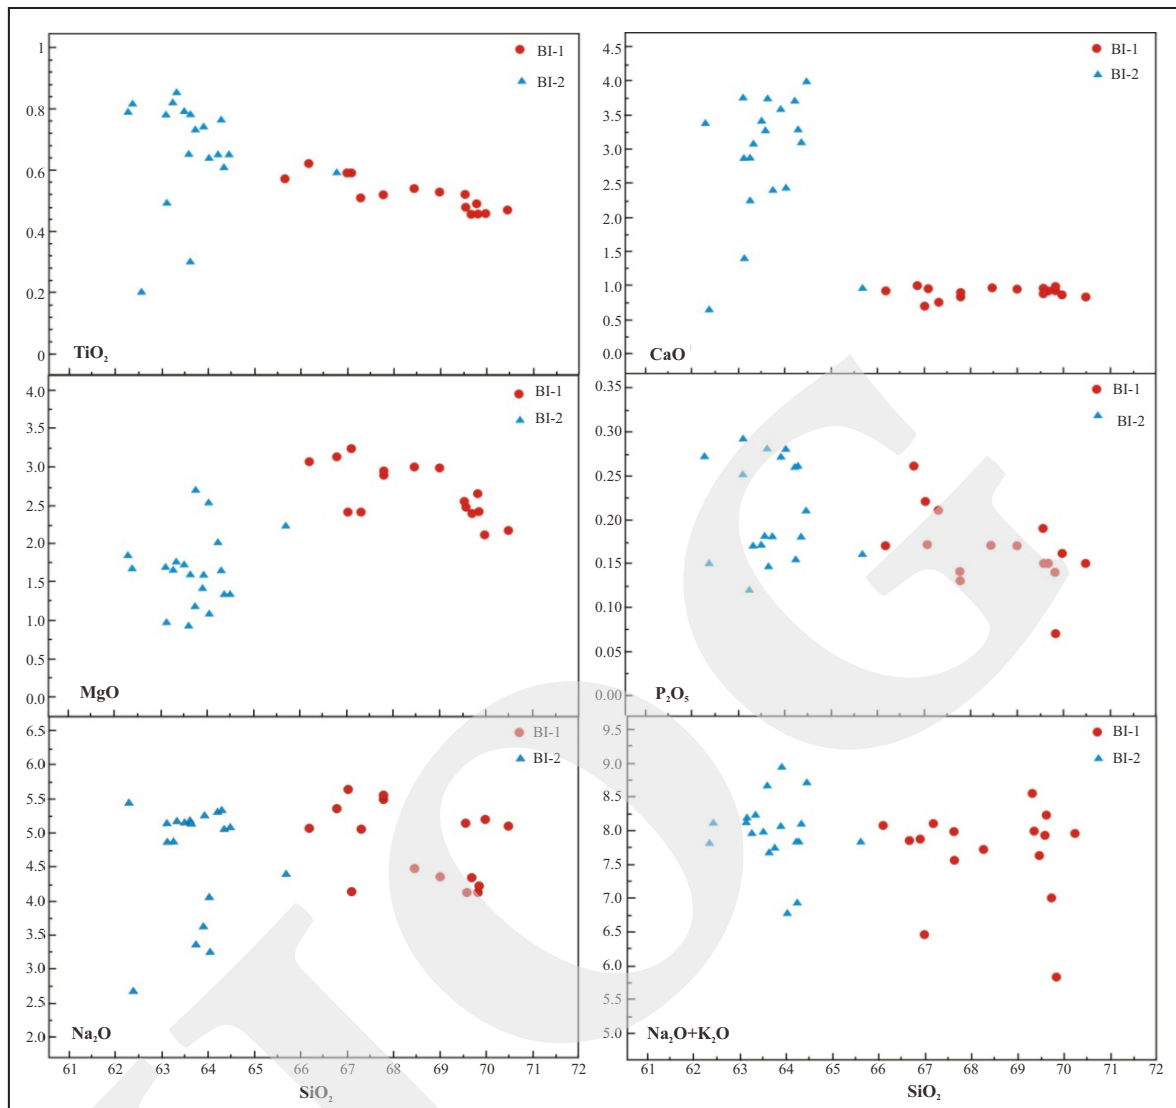 1
0.8
0.6
0.4
0.2
0
TiO₂
BI-1
BI-2
4.5
4.0
3.5
3.0
2.5
2.0
1.5
1.0
0.5
0.0
CaO
BI-1
BI-2
4.0
3.5
3.0
2.5
2.0
1.5
1.0
0.5
0.0
MgO
BI-1
BI-2
0.35
0.30
0.25
0.20
0.15
0.10
0.05
0.00
P₂O₅
BI-1
BI-2
6.5
6.0
5.5
5.0
4.5
4.0
3.5
3.0
2.5
2.0
Na₂O
BI-1
BI-2
61 62 63 64 65 66 67 68 69 70 71 72
SiO₂
9.5
9.0
8.5
8.0
7.5
7.0
6.5
6.0
5.5
5.0
Na₂O+K₂O
BI-1
BI-2
61 62 63 64 65 66 67 68 69 70 71 72
SiO₂